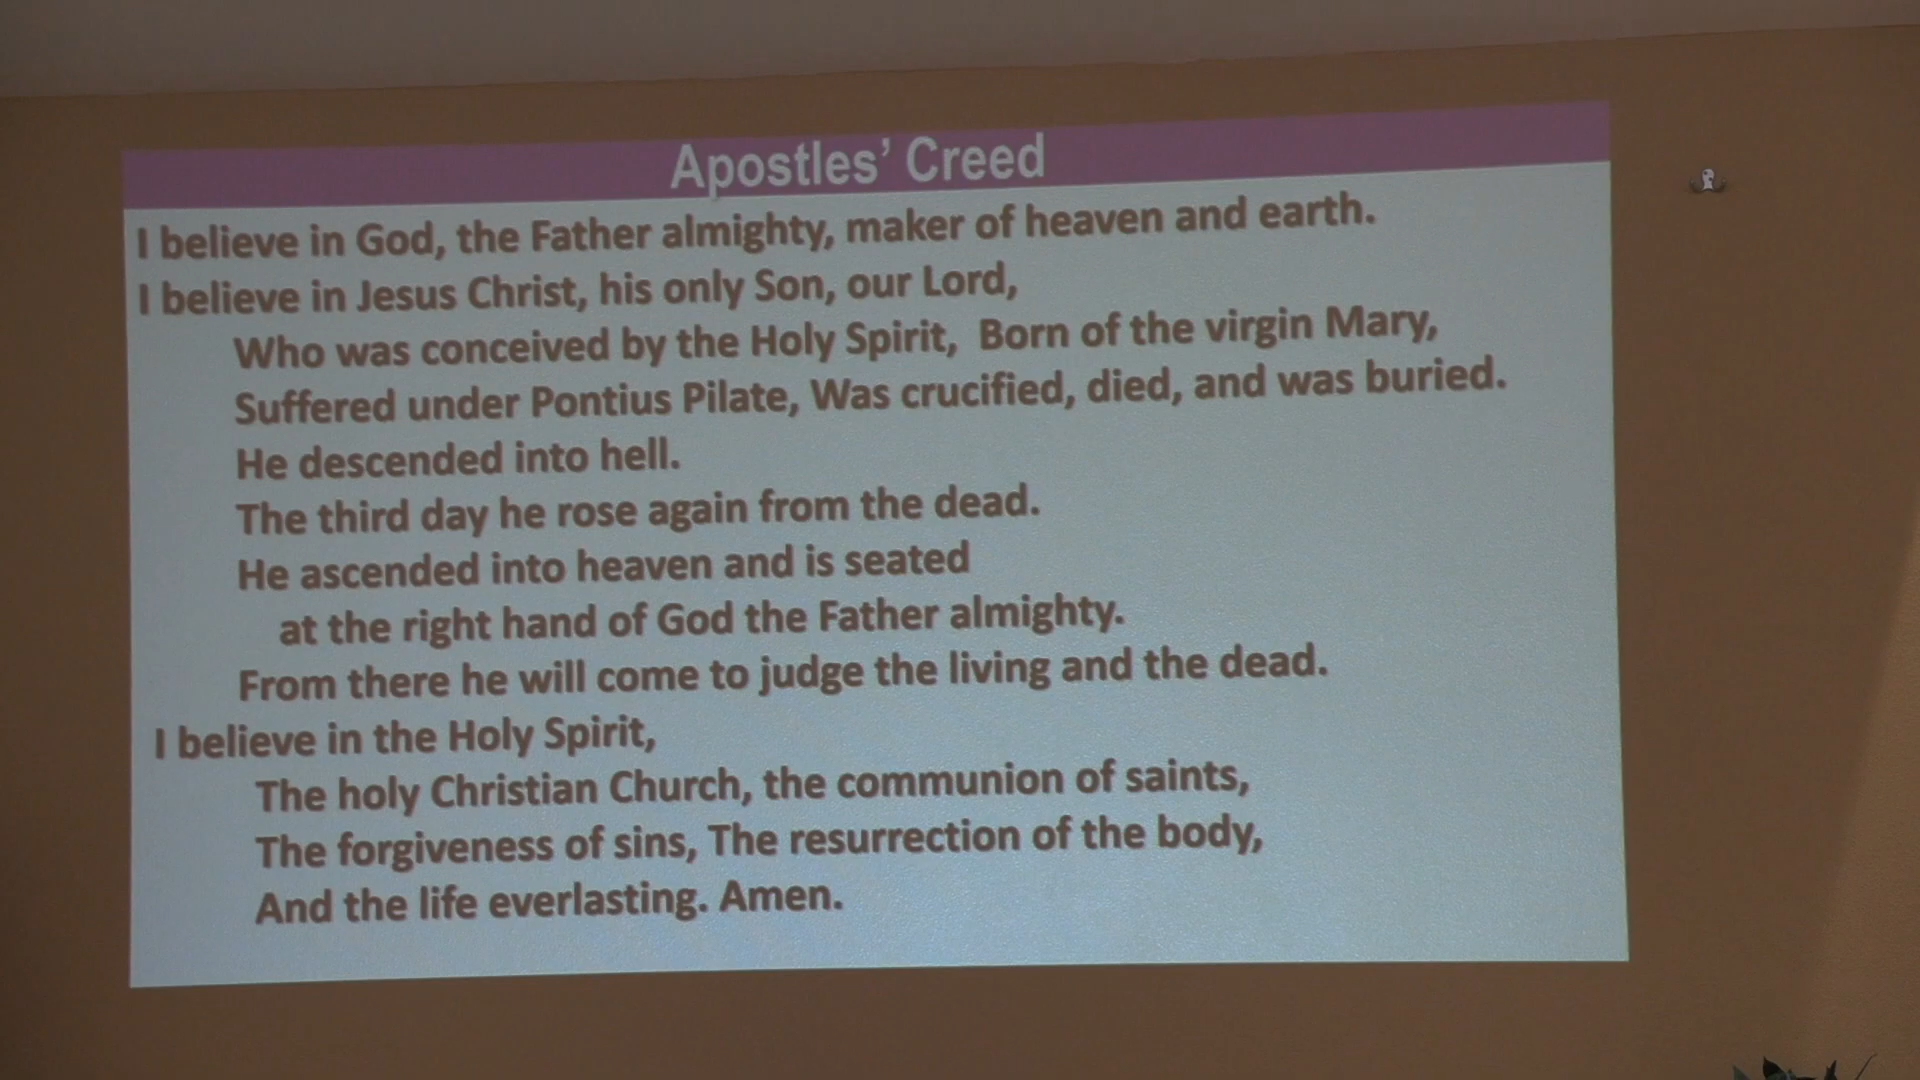 Apostles’ Creed
I believe in God, the Father almighty, maker of heaven and earth.
I believe in Jesus Christ, his only Son, our Lord,
Who was conceived by the Holy Spirit,  Born of the virgin Mary,
Suffered under Pontius Pilate, Was crucified, died, and was buried.
He descended into hell.
The third day he rose again from the dead.
He ascended into heaven and is seated
at the right hand of God the Father almighty.
From there he will come to judge the living and the dead.
I believe in the Holy Spirit,
The holy Christian Church, the communion of saints,
The forgiveness of sins, The resurrection of the body,
And the life everlasting. Amen.